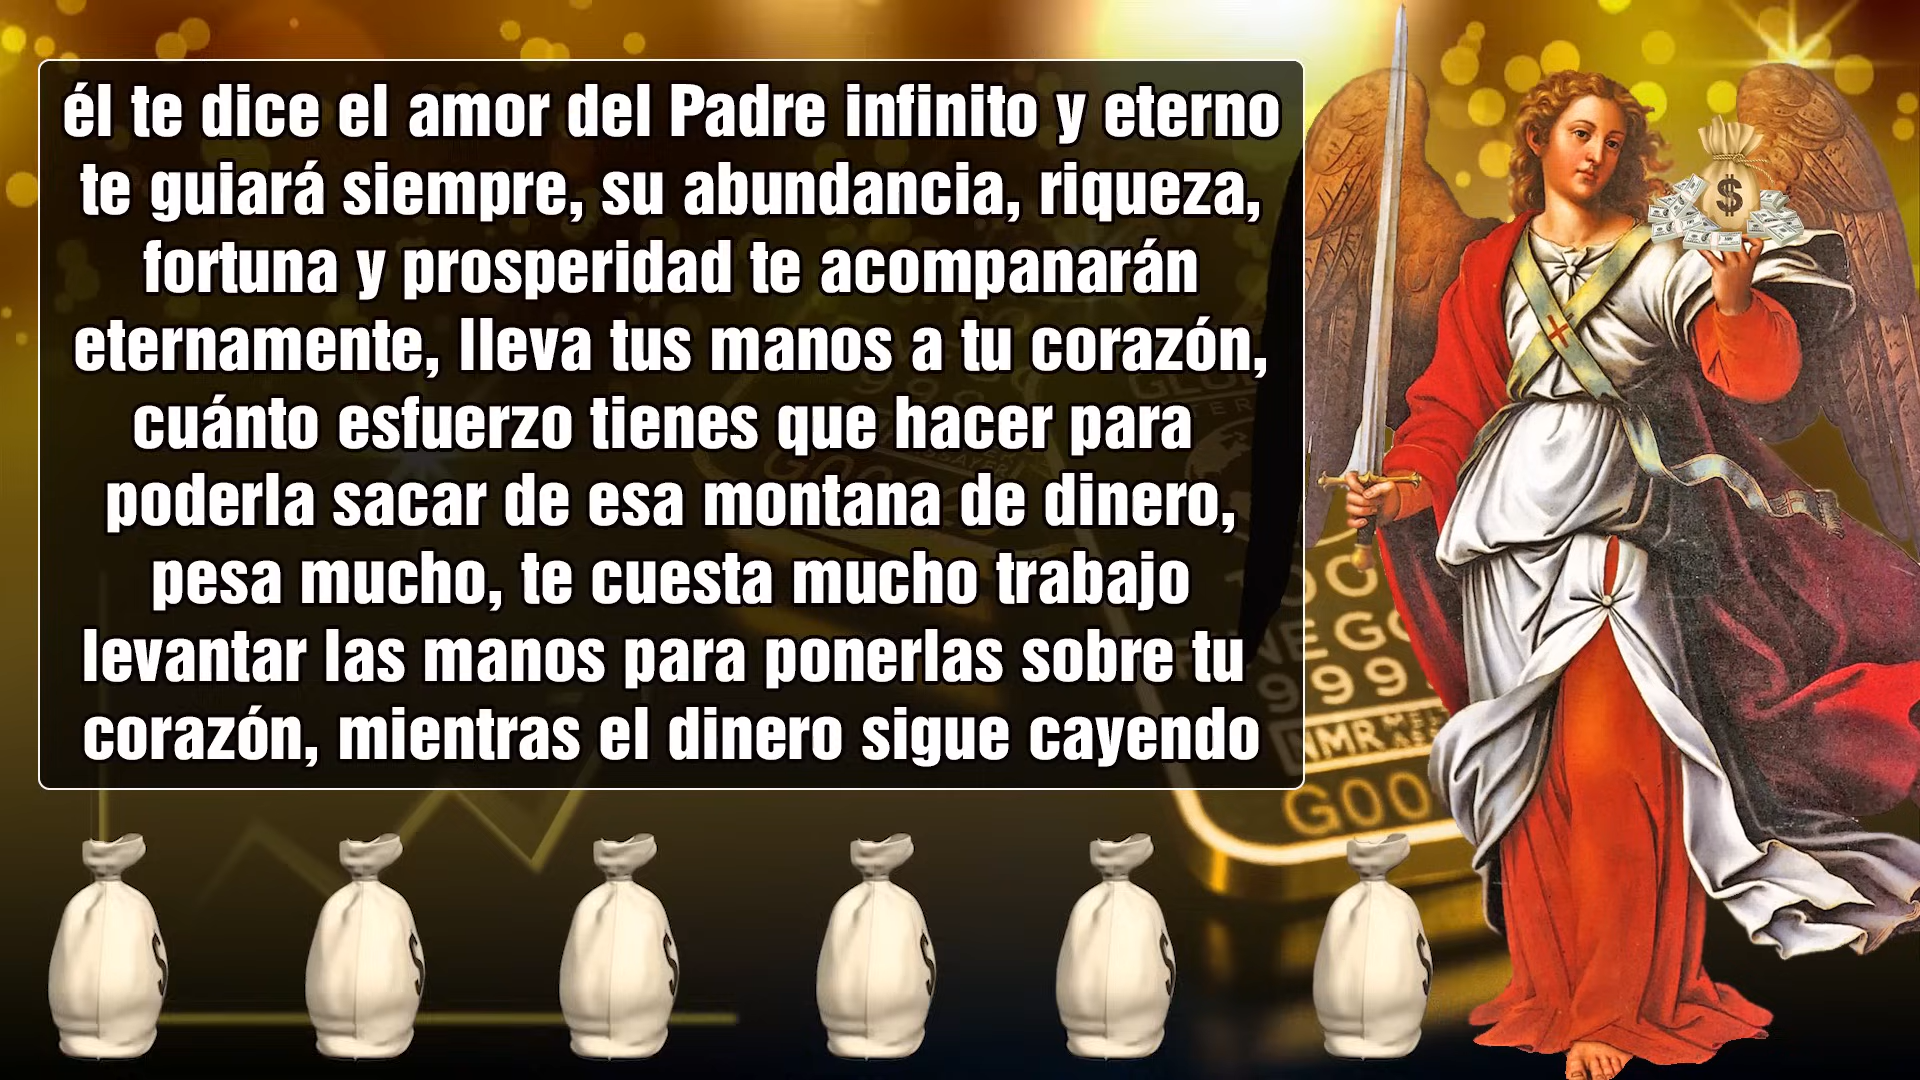 él te dice el amor del Padre infinito y eterno
te guiará siempre, su abundancia, riqueza,
fortuna y prosperidad te acompanarán
eternamente, lleva tus manos a tu corazón,
cuánto esfuerzo tienes que hacer para
poderla sacar de esa montana de dinero,
pesa mucho, te cuesta mucho trabajo
levantar las manos para ponerlas sobre tu
corazón, mientras el dinero sigue cayendo
$
$
$
$
$
$
$
999
NMR